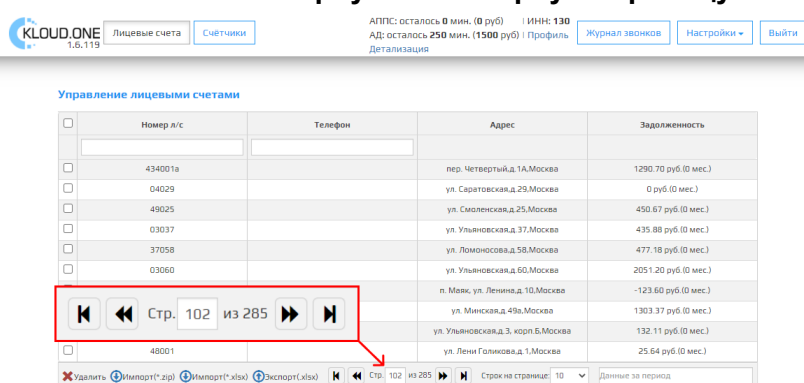 KLOUD.ONE
1.6.119
Лицевые счета
Счётчики
АППС: осталось 0 мин. (0 руб) | ИНН: 130
АД: осталось 250 мин. (1500 руб) | Профиль
Детализация
Журнал звонков
Настройки
Выйти
Управление лицевыми счетами
Номер л/с Телефон Адрес Задолженность
434001а пер. Четвертый,д.1А,Москва 1290.70 руб.(0 мес.)
04029 ул. Саратовская,д.29,Москва 0 руб.(0 мес.)
49025 ул. Смоленская,д.25,Москва 450.67 руб.(0 мес.)
03037 ул. Ульяновская,д.37,Москва 435.88 руб.(0 мес.)
37058 ул. Ломоносова,д.58,Москва 477.18 руб.(0 мес.)
03060 ул. Ульяновская,д.60,Москва 2051.20 руб.(0 мес.)
п. Маяк, ул. Ленина,д.10,Москва -123.60 руб.(0 мес.)
ул. Минская,д.49а,Москва 1303.37 руб.(0 мес.)
ул. Ульяновская,д.3, корп.Б,Москва 132.11 руб.(0 мес.)
48001 ул. Лени Голикова,д.1,Москва 25.64 руб.(0 мес.)
Стр. 102 из 285
Удалить Импорт(*.zip) Импорт(*.xlsx) Экспорт(.xlsx) Стр. 102 из 285 Строк на странице: 10 Данные за период